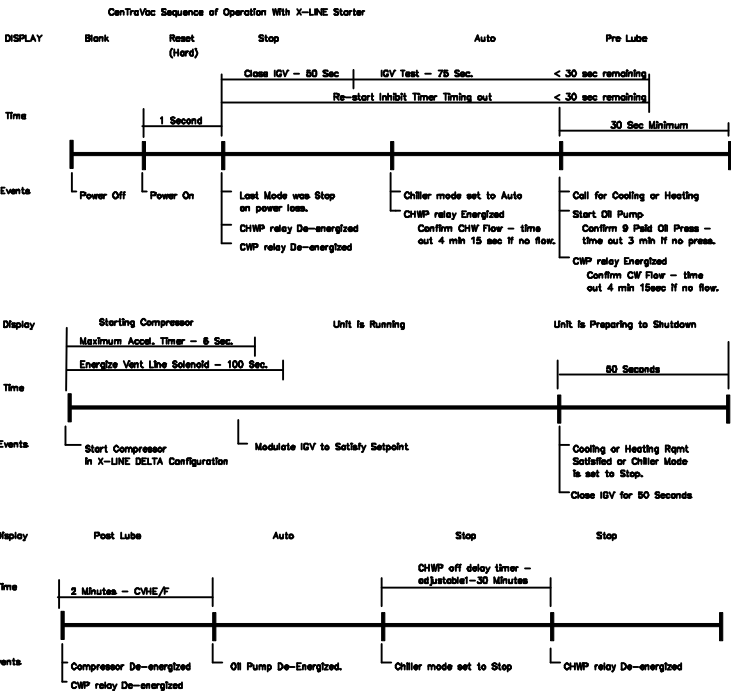 CenTraVac Sequence of Operation With X-LINE Starter
DISPLAY Blank Reset Stop Auto Pre Lube
(Hard)
Close IGV - 50 Sec IGV Test - 75 Sec. < 30 sec remaining
Re-start Inhibit Timer Timing out < 30 sec remaining
Time
1 Second 30 Sec Minimum
Events
Power Off
Power On
Last Mode was Stop
on power loss.
CHWP relay De-energized
CWP relay De-energized
Chiller mode set to Auto
CHWP relay Energized
Confirm CHW Flow - time
out 4 min 15 sec if no flow.
Call for Cooling or Heating
Start Oil Pump
Confirm 9 Psid Oil Press -
time out 3 min if no press.
CWP relay Energized
Confirm CW Flow - time
out 4 min 15sec if no flow.
Display Starting Compressor Unit is Running Unit is Preparing to Shutdown
Maximum Accel. Timer - 6 Sec.
Energize Vent Line Solenoid - 100 Sec.
50 Seconds
Time
Events
Start Compressor
in X-LINE DELTA Configuration
Modulate IGV to Satisfy Setpoint
Cooling or Heating Rqmt
Satisfied or Chiller Mode
is set to Stop.
Close IGV for 50 Seconds
Display Post Lube Auto Stop Stop
CHWP off delay timer -
adjustable1-30 Minutes
Time
2 Minutes - CVHE/F
Events
Compressor De-energized
CWP relay De-energized
Oil Pump De-Energized.
Chiller mode set to Stop
CHWP relay De-energized